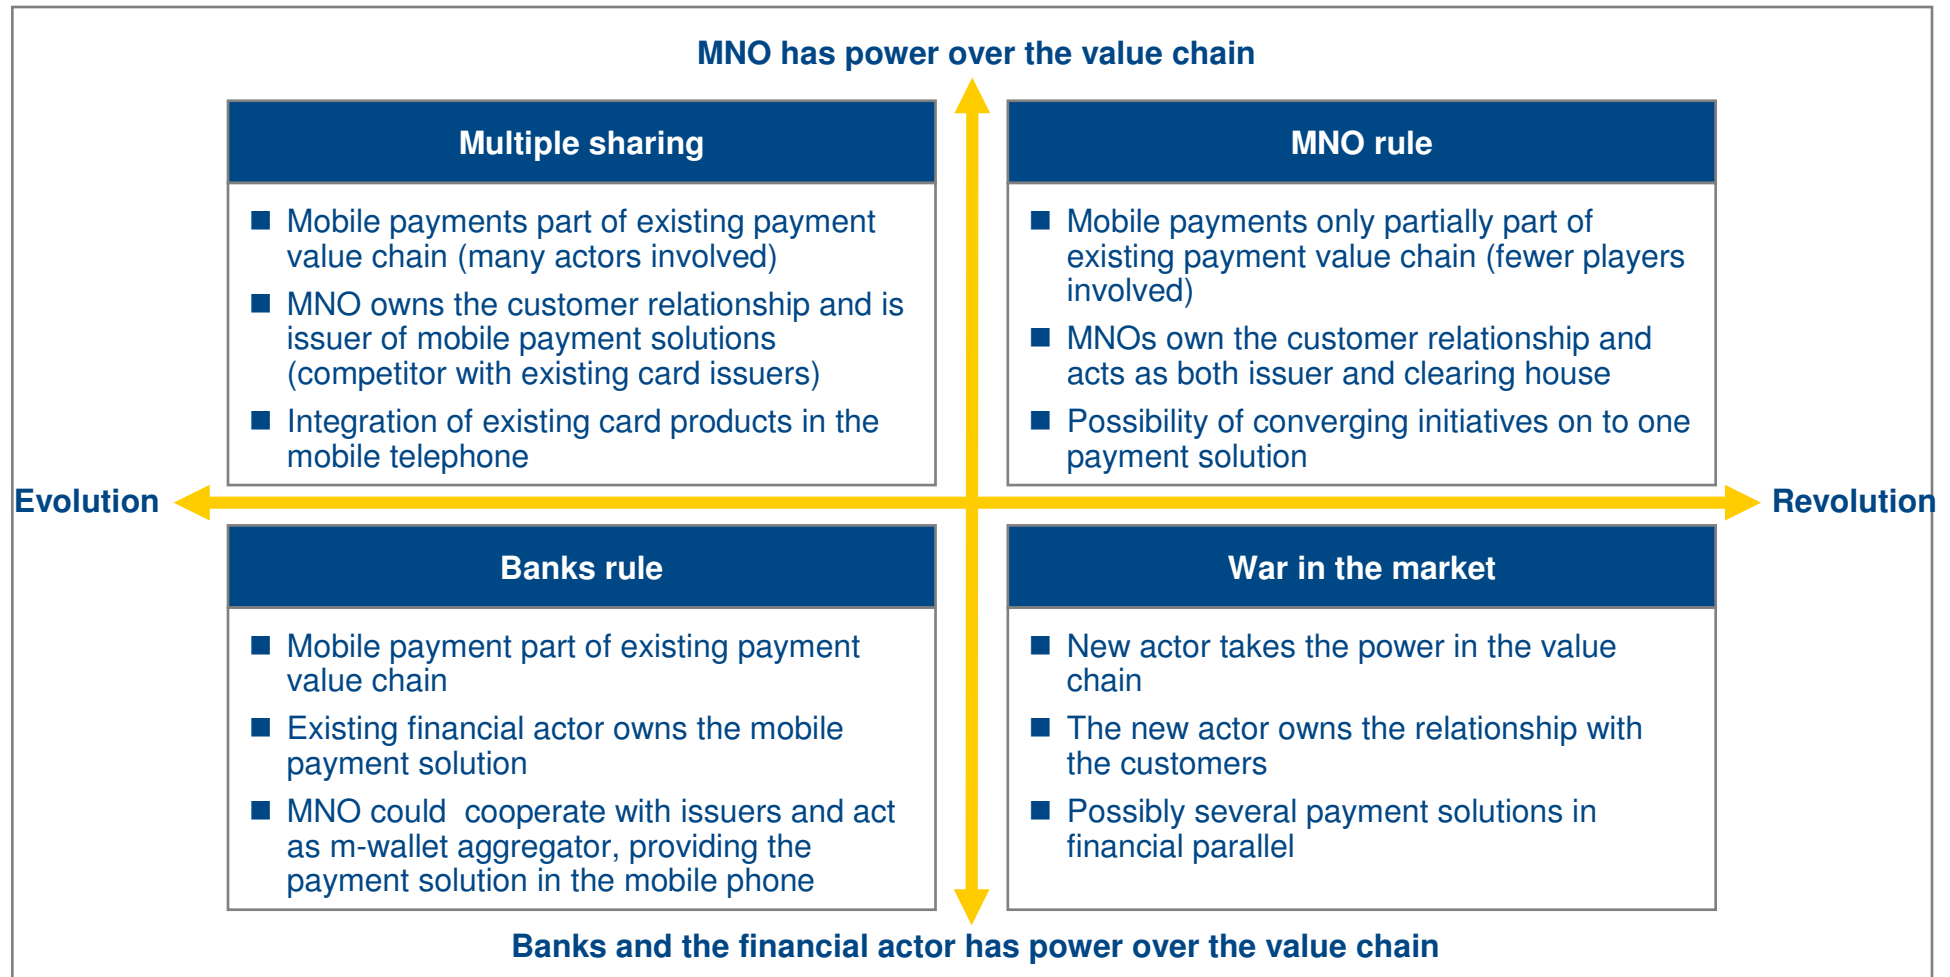 MNO has power over the value chain
Multiple sharing
■ Mobile payments part of existing payment
value chain (many actors involved)
■ MNO owns the customer relationship and is
issuer of mobile payment solutions
(competitor with existing card issuers)
■ Integration of existing card products in the
mobile telephone
MNO rule
■ Mobile payments only partially part of
existing payment value chain (fewer players
involved)
■ MNOs own the customer relationship and
acts as both issuer and clearing house
■ Possibility of converging initiatives on to one
payment solution
Evolution
Revolution
Banks rule
■ Mobile payment part of existing payment
value chain
■ Existing financial actor owns the mobile
payment solution
■ MNO could  cooperate with issuers and act
as m-wallet aggregator, providing the
payment solution in the mobile phone
War in the market
■ New actor takes the power in the value
chain
■ The new actor owns the relationship with
the customers
■ Possibly several payment solutions in
financial parallel
Banks and the financial actor has power over the value chain